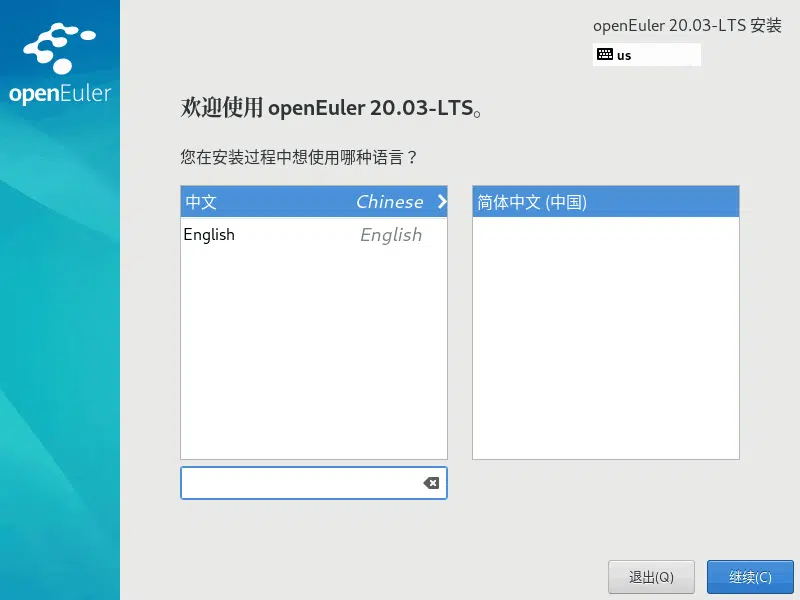 openEuler
openEuler 20.03-LTS 安装
us
欢迎使用 openEuler 20.03-LTS。
您在安装过程中想使用哪种语言？
中文 Chinese
English English
简体中文 (中国)
退出(Q)
继续(C)